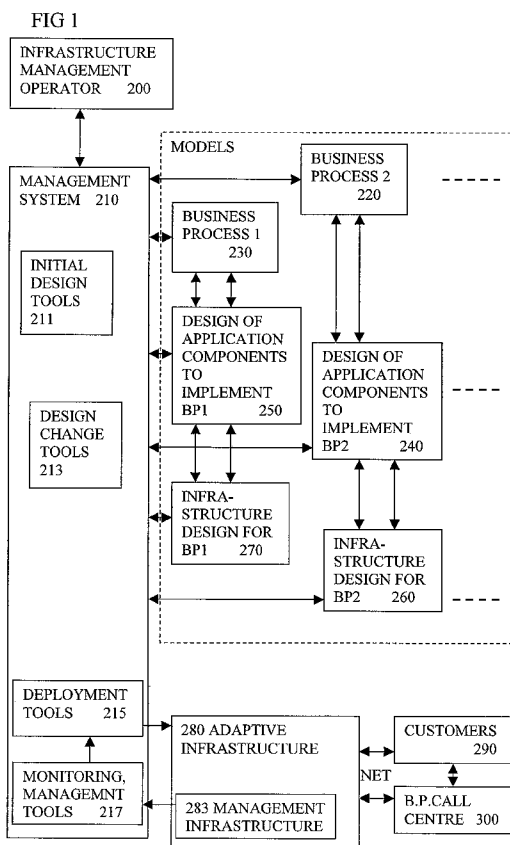 FIG 1
INFRASTRUCTURE
MANAGEMENT
OPERATOR 200
MANAGEMENT
SYSTEM 210
INITIAL
DESIGN
TOOLS
211
DESIGN
CHANGE
TOOLS
213
DEPLOYMENT
TOOLS 215
MONITORING,
MANAGEMNT
TOOLS 217
MODELS
BUSINESS
PROCESS 2
220
BUSINESS
PROCESS 1
230
DESIGN OF
APPLICATION
COMPONENTS
TO
IMPLEMENT
BP1 250
DESIGN OF
APPLICATION
COMPONENTS
TO
IMPLEMENT
BP2 240
INFRA-
STRUCTURE
DESIGN FOR
BP1 270
INFRA-
STRUCTURE
DESIGN FOR
BP2 260
280 ADAPTIVE
INFRASTRUCTURE
283 MANAGEMENT
INFRASTRUCTURE
NET
CUSTOMERS
290
B.P.CALL
CENTRE 300